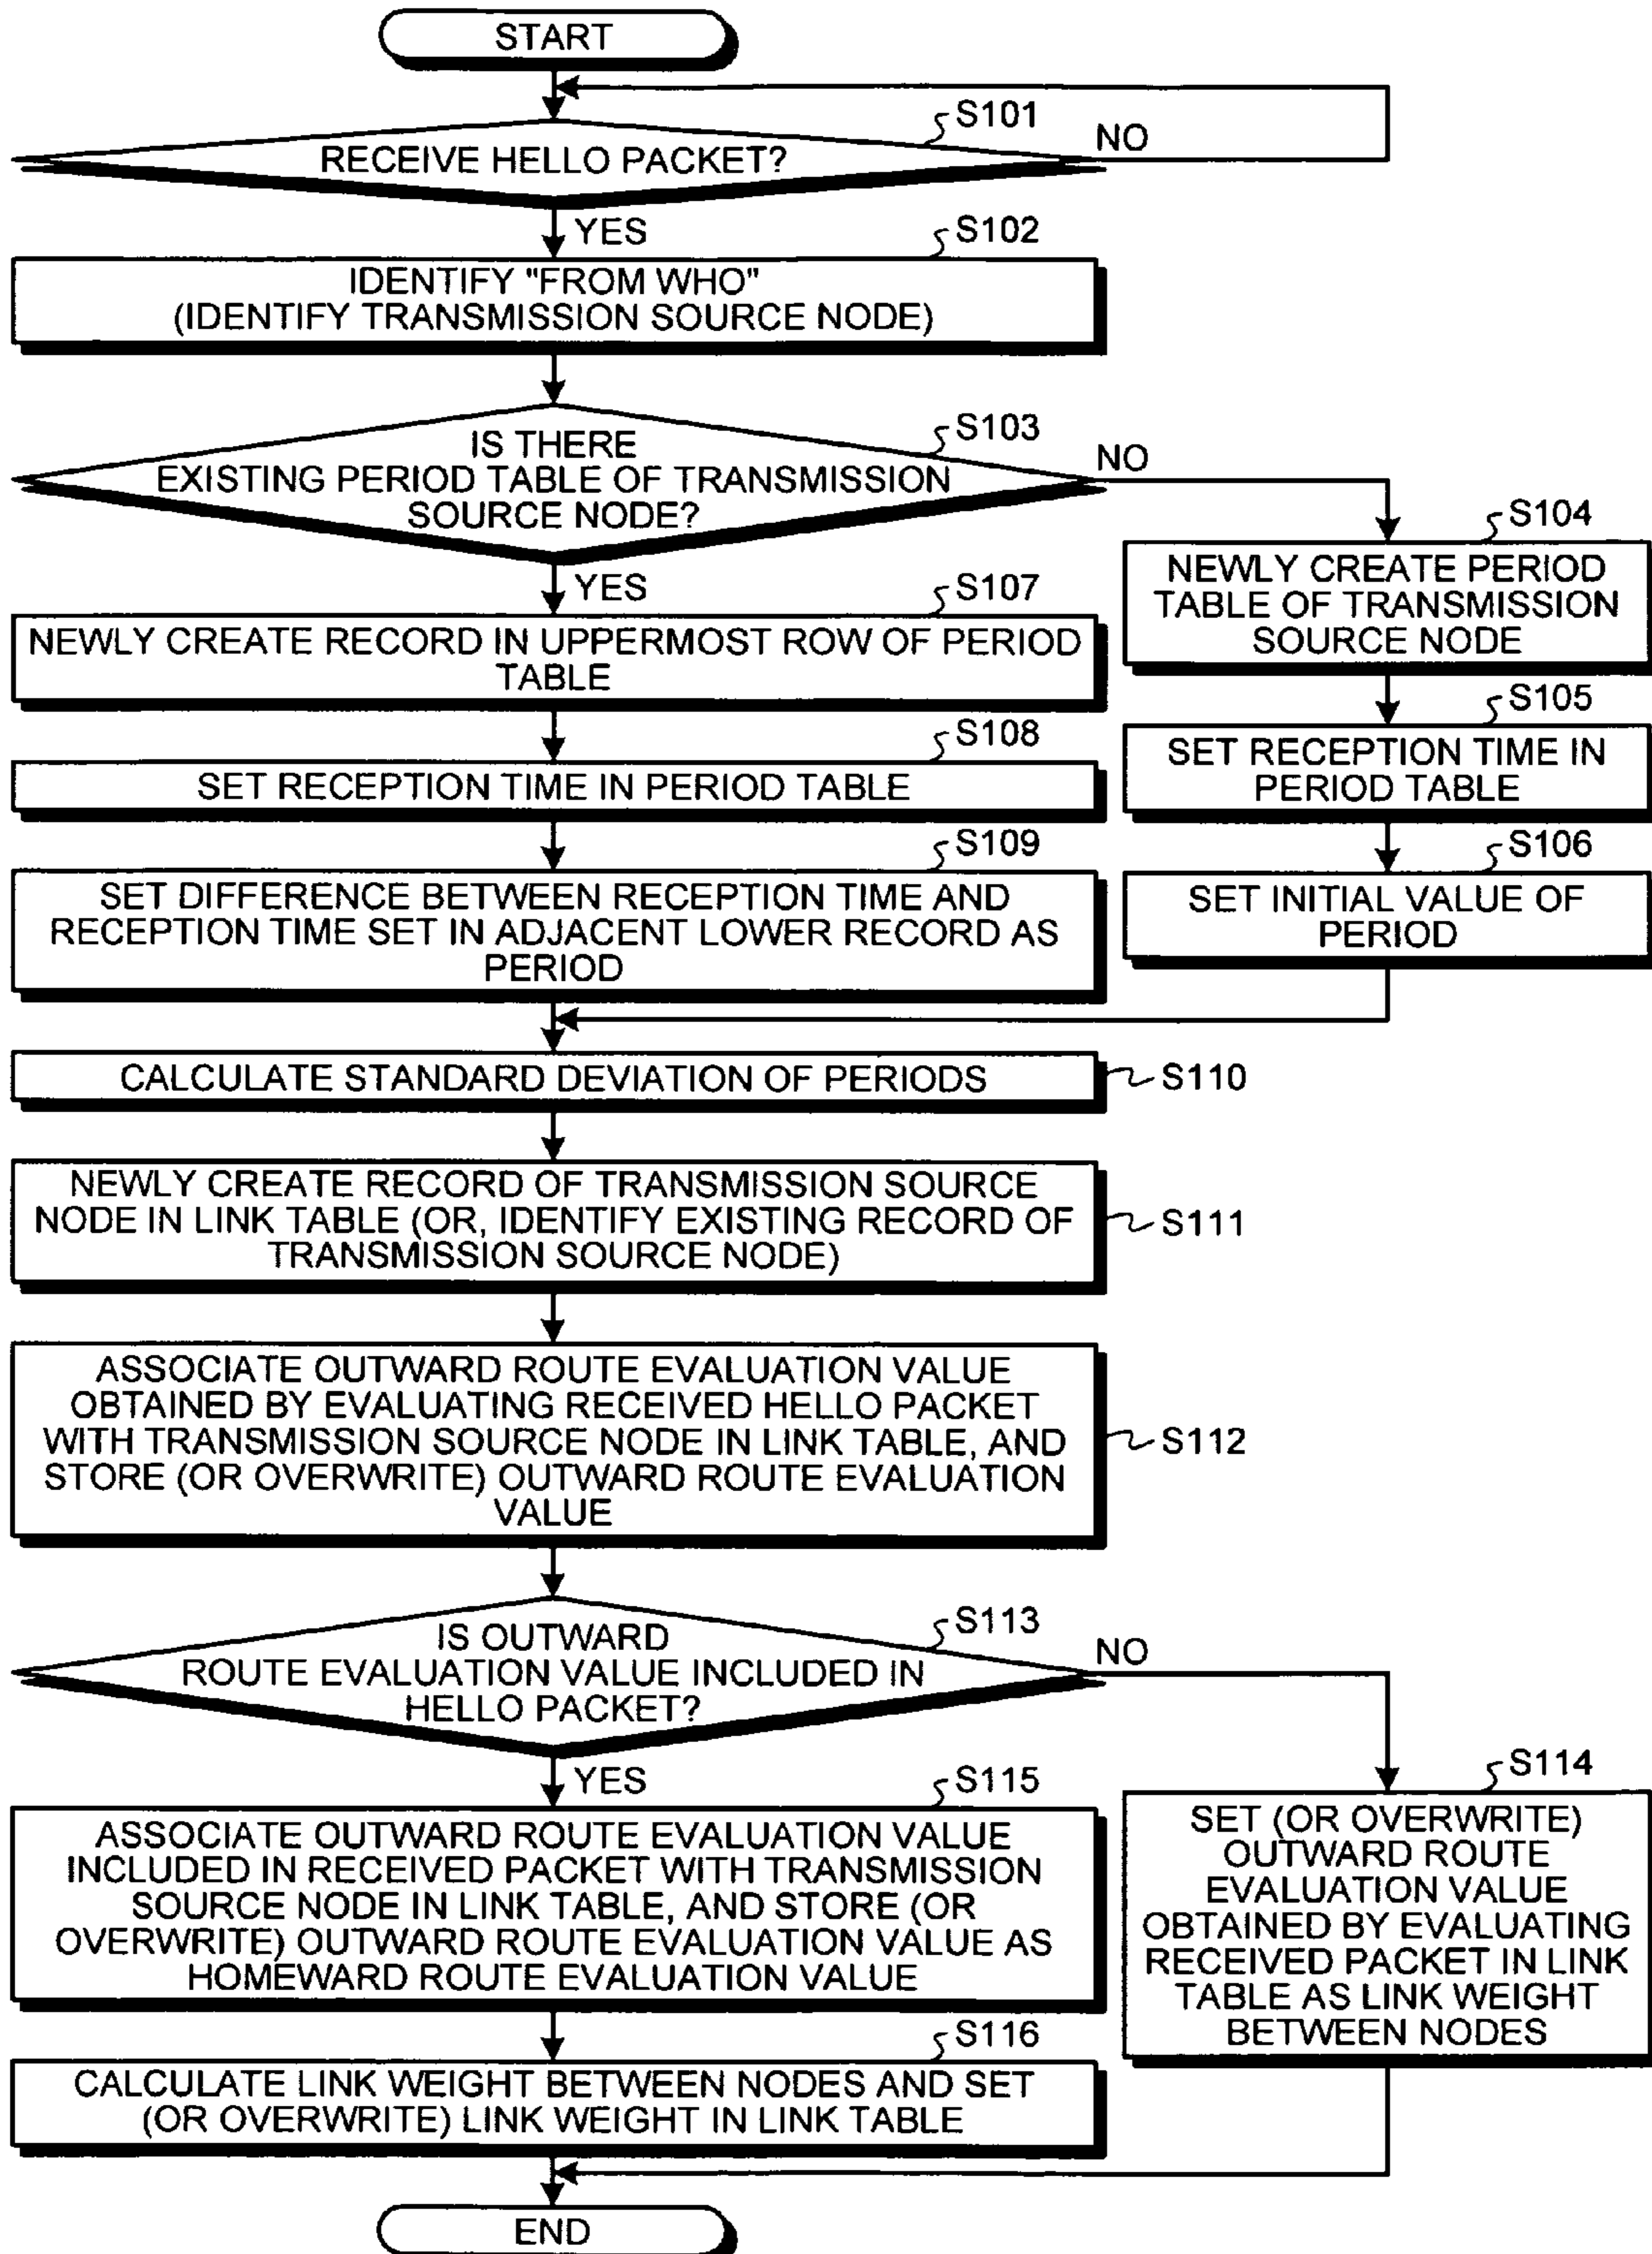 START
S101
RECEIVE HELLO PACKET?
NO
YES
S102
IDENTIFY "FROM WHO"
(IDENTIFY TRANSMISSION SOURCE NODE)
S103
IS THERE
EXISTING PERIOD TABLE OF TRANSMISSION
SOURCE NODE?
NO
YES
S104
NEWLY CREATE PERIOD
TABLE OF TRANSMISSION
SOURCE NODE
S105
SET RECEPTION TIME IN
PERIOD TABLE
S106
SET INITIAL VALUE OF
PERIOD
S107
NEWLY CREATE RECORD IN UPPERMOST ROW OF PERIOD
TABLE
S108
SET RECEPTION TIME IN PERIOD TABLE
S109
SET DIFFERENCE BETWEEN RECEPTION TIME AND
RECEPTION TIME SET IN ADJACENT LOWER RECORD AS
PERIOD
CALCULATE STANDARD DEVIATION OF PERIODS
S110
NEWLY CREATE RECORD OF TRANSMISSION SOURCE
NODE IN LINK TABLE (OR, IDENTIFY EXISTING RECORD OF
TRANSMISSION SOURCE NODE)
S111
ASSOCIATE OUTWARD ROUTE EVALUATION VALUE
OBTAINED BY EVALUATING RECEIVED HELLO PACKET
WITH TRANSMISSION SOURCE NODE IN LINK TABLE, AND
STORE (OR OVERWRITE) OUTWARD ROUTE EVALUATION
VALUE
S112
S113
IS OUTWARD
ROUTE EVALUATION VALUE INCLUDED IN
HELLO PACKET?
NO
YES
S114
SET (OR OVERWRITE)
OUTWARD ROUTE
EVALUATION VALUE
OBTAINED BY EVALUATING
RECEIVED PACKET IN LINK
TABLE AS LINK WEIGHT
BETWEEN NODES
S115
ASSOCIATE OUTWARD ROUTE EVALUATION VALUE
INCLUDED IN RECEIVED PACKET WITH TRANSMISSION
SOURCE NODE IN LINK TABLE, AND STORE (OR
OVERWRITE) OUTWARD ROUTE EVALUATION VALUE AS
HOMEWARD ROUTE EVALUATION VALUE
S116
CALCULATE LINK WEIGHT BETWEEN NODES AND SET
(OR OVERWRITE) LINK WEIGHT IN LINK TABLE
END